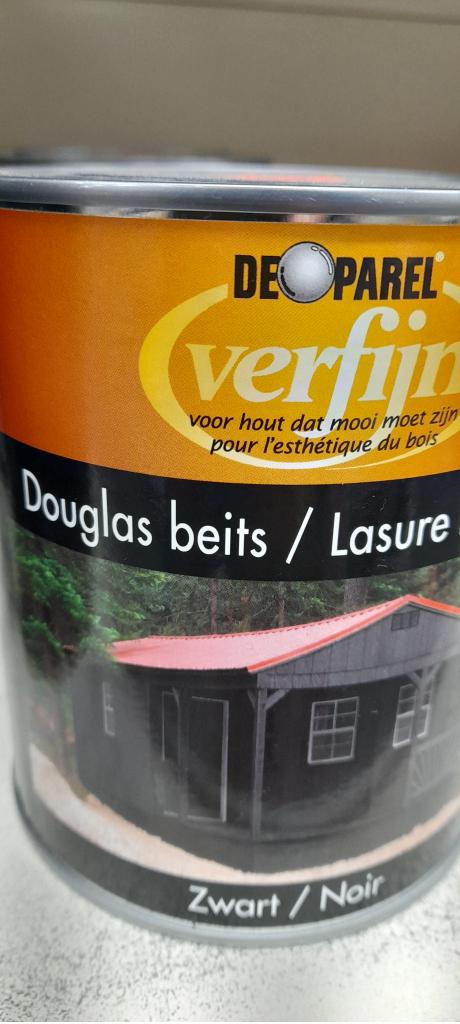 DE PAREL®
verfijn
voor hout dat mooi moet zijn
pour l'esthétique du bois
Douglas beits / Lasure
Zwart / Noir